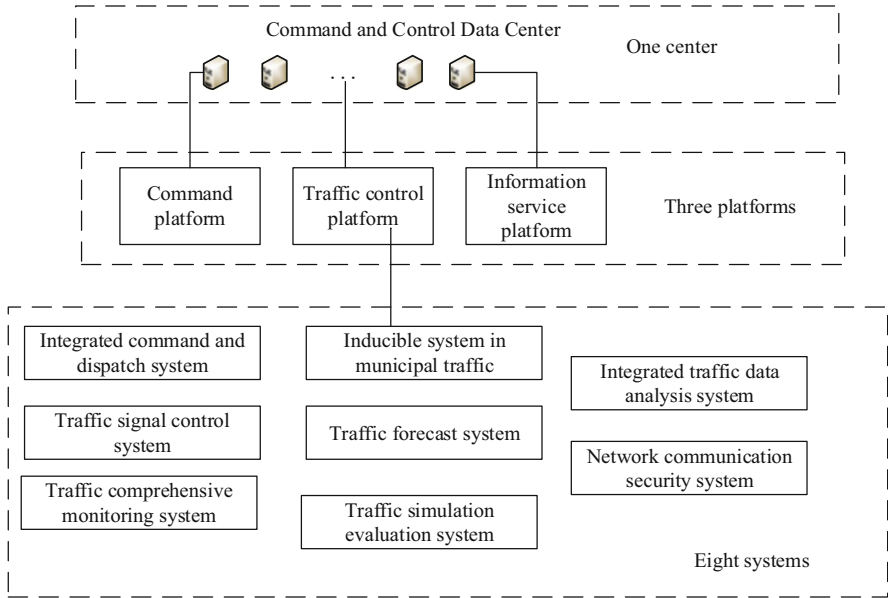 Command and Control Data Center
One center
. . .
Command
platform
Traffic control
platform
Information
service
platform
Three platforms
Integrated command and
dispatch system
Inducible system in
municipal traffic
Integrated traffic data
analysis system
Traffic signal control
system
Traffic forecast system
Network communication
security system
Traffic comprehensive
monitoring system
Traffic simulation
evaluation system
Eight systems